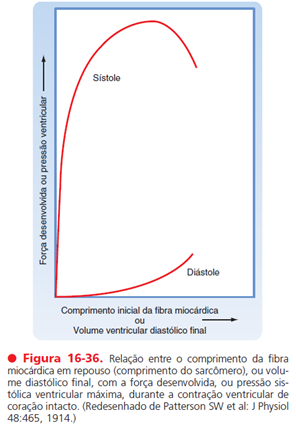 Força desenvolvida ou pressão ventricular
Sístole
Diástole
Comprimento inicial da fibra miocárdica
ou
Volume ventricular diastólico final
● Figura 16-36. Relação entre o comprimento da fibra
miocárdica em repouso (comprimento do sarcômero), ou volu-
me diastólico final, com a força desenvolvida, ou pressão sis-
tólica ventricular máxima, durante a contração ventricular de
coração intacto. (Redesenhado de Patterson SW et al: J Physiol
48:465, 1914.)